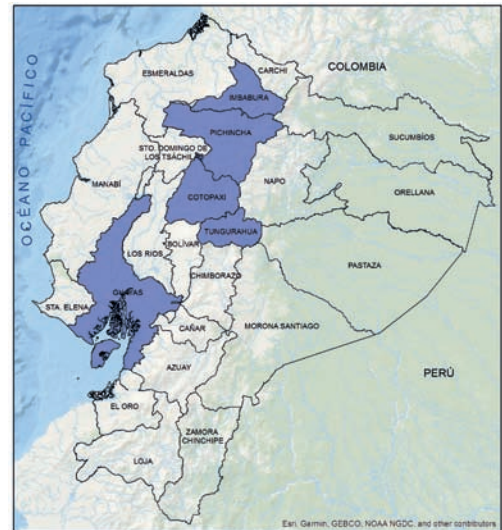 OCÉANO PACÍFICO
ESMERALDAS
CARCHI
COLOMBIA
IMBABURA
PICHINCHA
SUCUMBÍOS
STO. DOMINGO DE
LOS TSÁCHILA
NAPO
ORELLANA
MANABÍ
COTOPAXI
TUNGURAHUA
BOLÍVAR
LOS RIOS
PASTAZA
CHIMBORAZO
GUAYAS
STA. ELENA
CAÑAR
MORONA SANTIAGO
AZUAY
PERÚ
EL ORO
ZAMORA
CHINCHIPE
LOJA
Esri, Garmin, GEBCO, NOAA NGDC, and other contributors